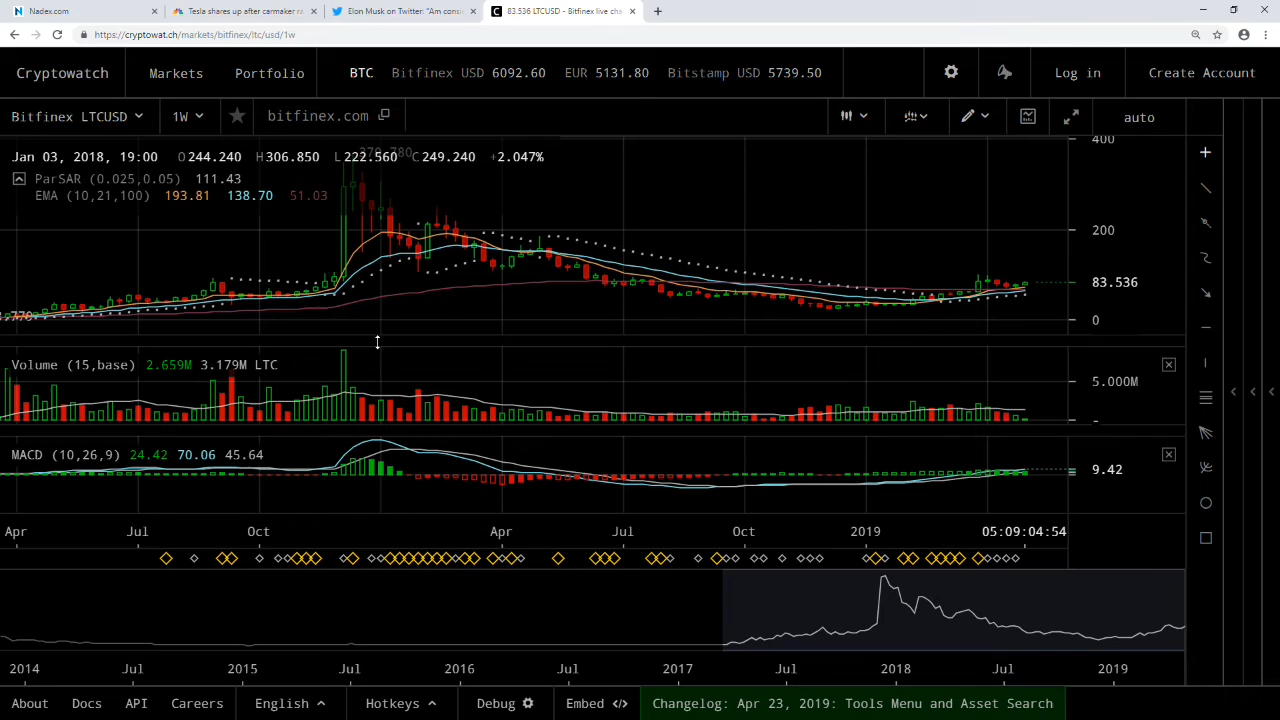 Nadex.com
Tesla shares up after carmaker ra
Elon Musk on Twitter: "Am consi
83.536 LTCUSD - Bitfinex live cha
https://cryptowat.ch/markets/bitfinex/ltc/usd/1w
Cryptowatch Markets Portfolio BTC Bitfinex USD 6092.60 EUR 5131.80 Bitstamp USD 5739.50 Log in Create Account
Bitfinex LTCUSD 1W bitfinex.com auto
Jan 03, 2018, 19:00 O244.240 H306.850 L222.560 C249.240 +2.047%
ParSAR (0.025,0.05) 111.43
EMA (10,21,100) 193.81 138.70 51.03
400
200
83.536
0
Volume (15,base) 2.659M 3.179M LTC
5.000M
MACD (10,26,9) 24.42 70.06 45.64
9.42
Apr Jul Oct Apr Jul Oct 2019 05:09:04:54
2014 Jul 2015 Jul 2016 Jul 2017 Jul 2018 Jul 2019
About Docs API Careers English Hotkeys Debug Embed </> Changelog: Apr 23, 2019: Tools Menu and Asset Search